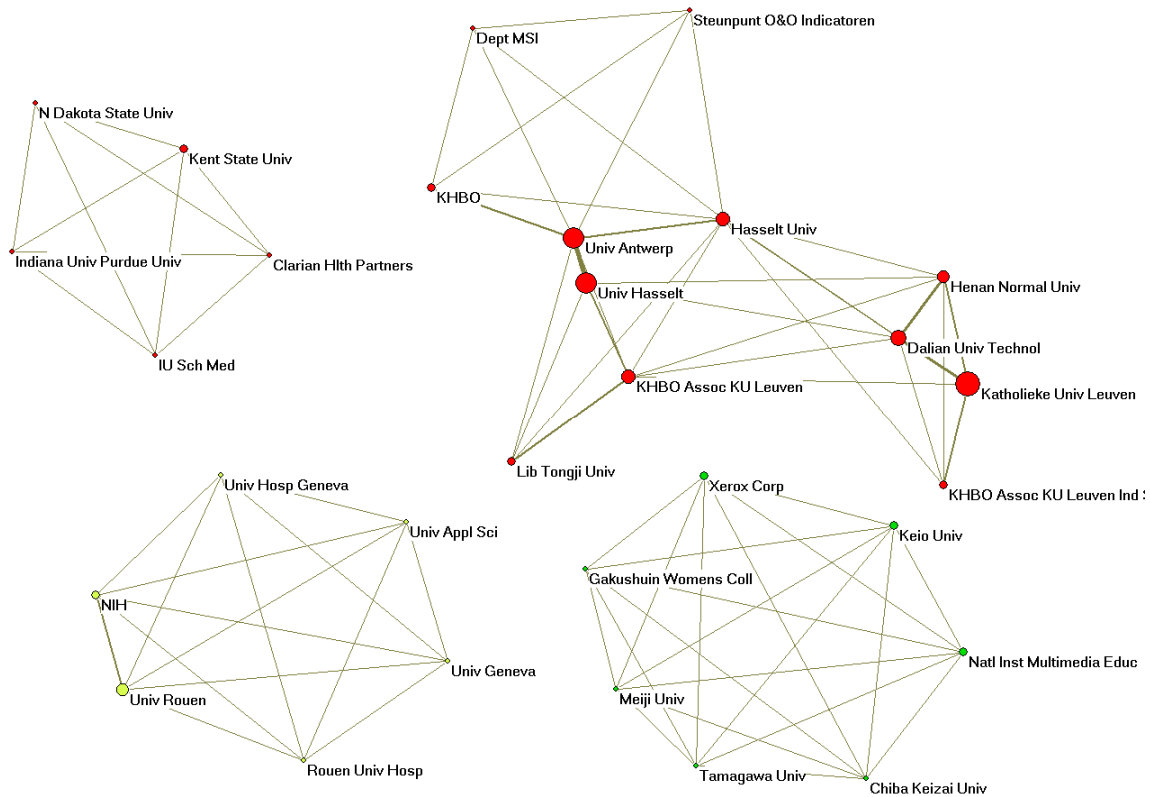 Steunpunt O&O Indicatoren
Dept MSI
N Dakota State Univ
Kent State Univ
KHBO
Hasselt Univ
Univ Antwerp
Indiana Univ Purdue Univ
Clarian Hlth Partners
Henan Normal Univ
Univ Hasselt
Dalian Univ Technol
IU Sch Med
KHBO Assoc KU Leuven
Katholieke Univ Leuven
Lib Tongji Univ
Univ Hosp Geneva
Xerox Corp
KHBO Assoc KU Leuven Ind
Univ Appl Sci
Keio Univ
Gakushuin Womens Coll
NIH
Univ Geneva
Natl Inst Multimedia Educ
Univ Rouen
Meiji Univ
Rouen Univ Hosp
Tamagawa Univ
Chiba Keizai Univ